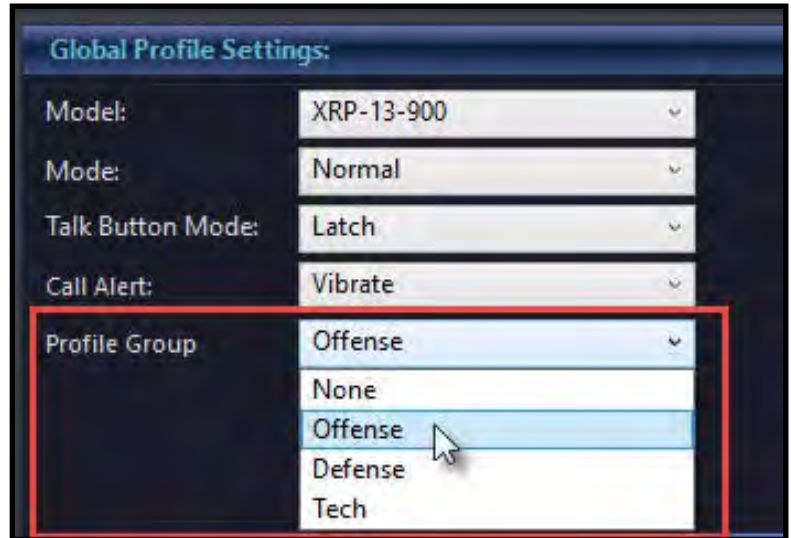 Global Profile Settings:
Model: XRP-13-900
Mode: Normal
Talk Button Mode: Latch
Call Alert: Vibrate
Profile Group Offense
None
Offense
Defense
Tech